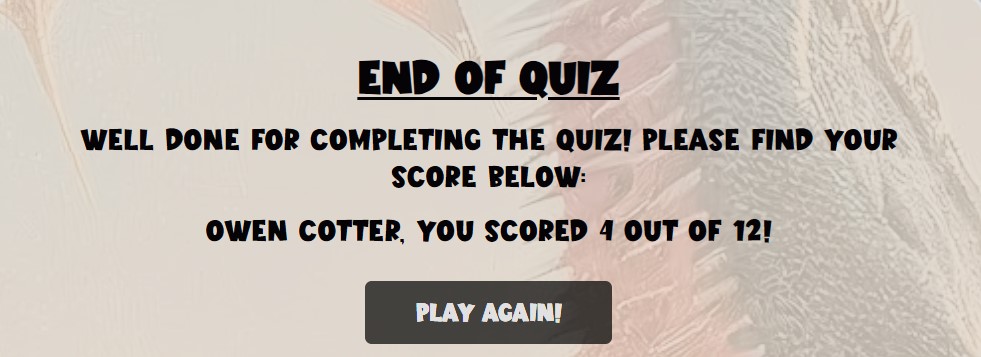 END OF QUIZ
WELL DONE FOR COMPLETING THE QUIZ! PLEASE FIND YOUR
SCORE BELOW:
OWEN COTTER, YOU SCORED 4 OUT OF 12!
PLAY AGAIN!